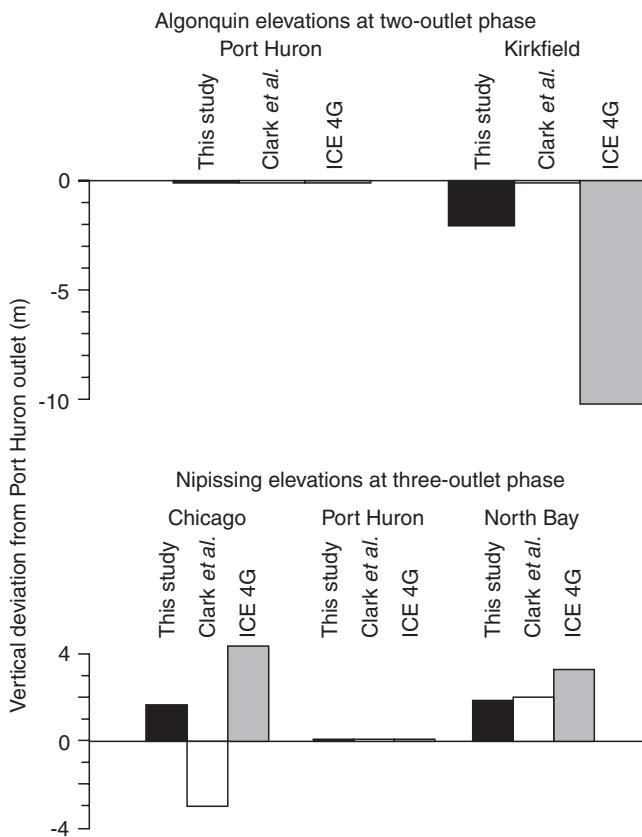 Algonquin elevations at two-outlet phase
Port Huron
Kirkfield
This study
Clark et al.
ICE 4G
This study
Clark et al.
ICE 4G
0
-5
-10
Vertical deviation from Port Huron outlet (m)
Nipissing elevations at three-outlet phase
Chicago
Port Huron
North Bay
This study
Clark et al.
ICE 4G
This study
Clark et al.
ICE 4G
This study
Clark et al.
ICE 4G
4
0
-4